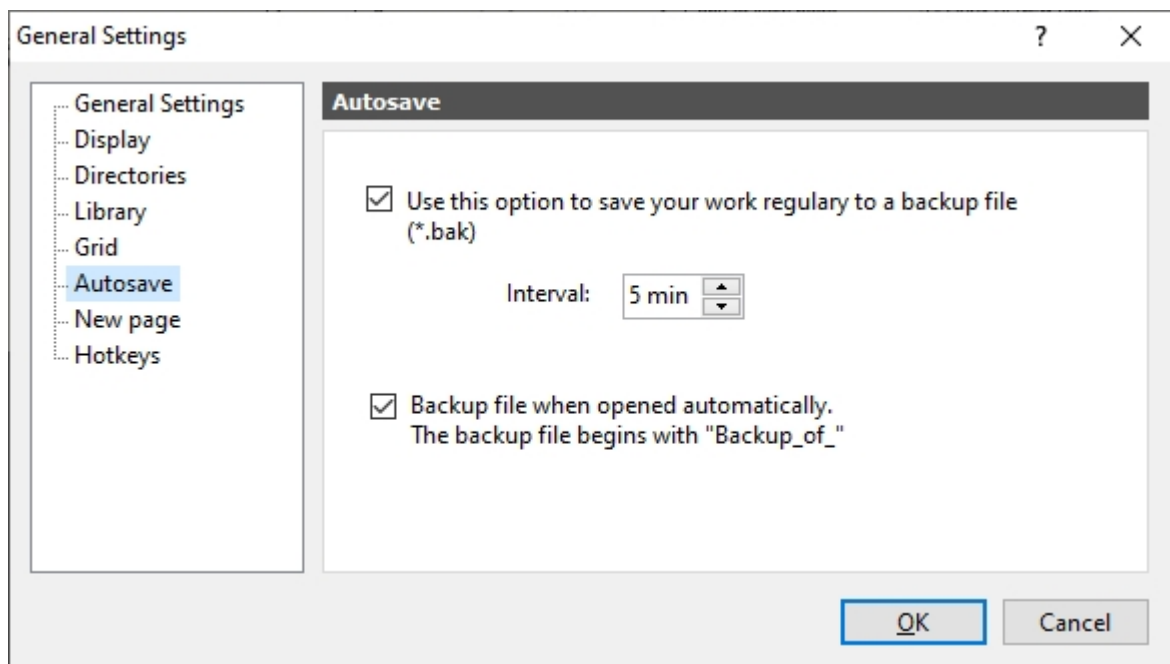 General Settings
?
General Settings
Display
Directories
Library
Grid
Autosave
New page
Hotkeys
Autosave
Use this option to save your work regulary to a backup file
(*.bak)
Interval: 5 min
Backup file when opened automatically.
The backup file begins with "Backup_of_"
OK Cancel